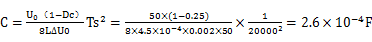 C = U₀ (1−Dc) / 8LΔU0 Ts² = 50×(1−0.25) / 8×4.5×10⁻⁴×0.002×50 × 1 / 20000² = 2.6 × 10⁻⁴F